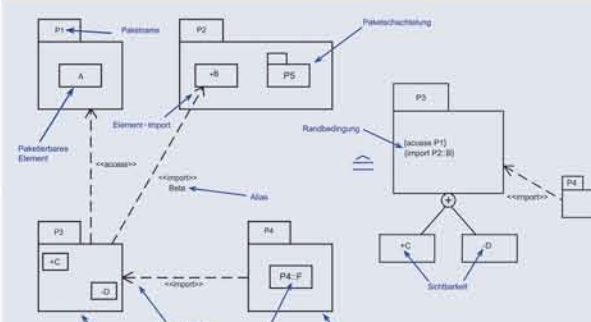 P1
Paketname
P2
Paketschachtelung
A
+B
P5
P3
Element-Import
Randbedingung
{access P1}
{import P2::B}
Paketierbares
Element
<<access>>
<<import>>
Beta
Alias
P4
<<import>>
P3
P4
+C
-D
+C
-D
<<import>>
P4::F
Sichtbarkeit